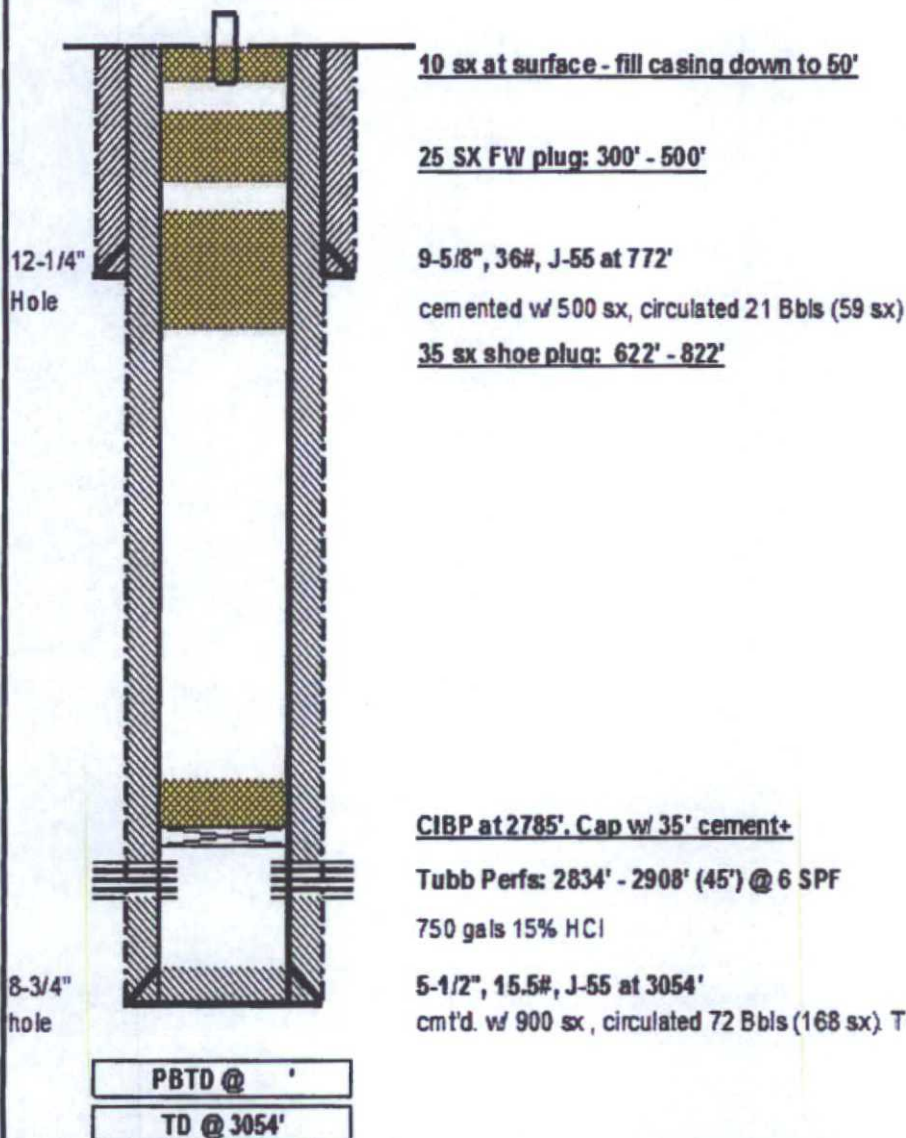 10 sx at surface - fill casing down to 50'
25 SX FW plug: 300' - 500'
12-1/4"
Hole
9-5/8", 36#, J-55 at 772'
cemented w/ 500 sx, circulated 21 Bbls (59 sx)
35 sx shoe plug: 622' - 822'
CIBP at 2785'. Cap w/ 35' cement+
Tubb Perfs: 2834' - 2908' (45') @ 6 SPF
750 gals 15% HCl
8-3/4"
hole
5-1/2", 15.5#, J-55 at 3054'
cmt'd. w/ 900 sx , circulated 72 Bbls (168 sx). T
PBTD @ '
TD @ 3054'